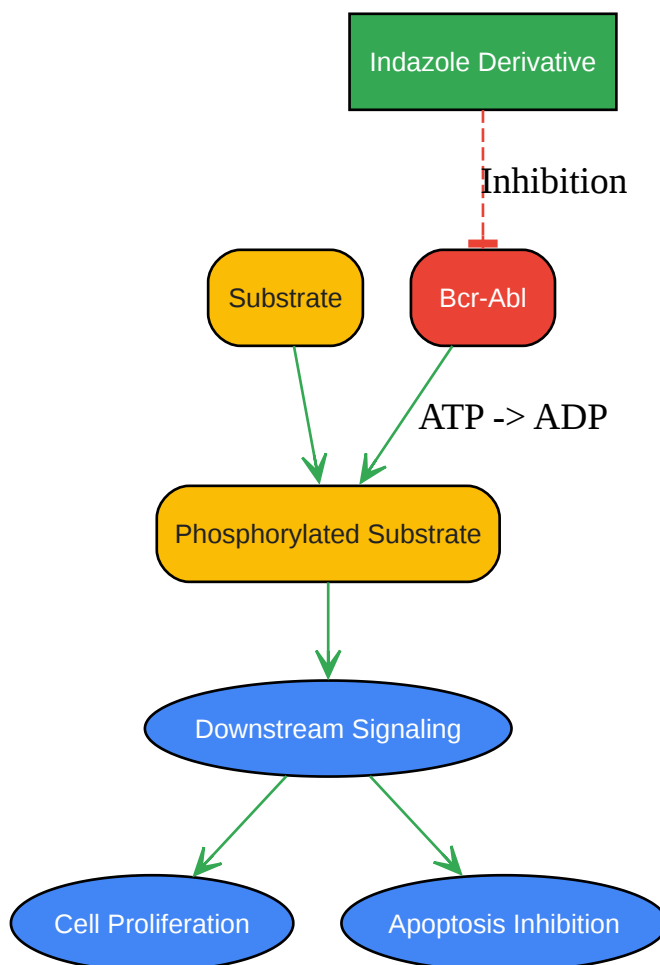 Indazole Derivative
Inhibition
Substrate
Bcr-Abl
ATP -> ADP
Phosphorylated Substrate
Downstream Signaling
Cell Proliferation
Apoptosis Inhibition